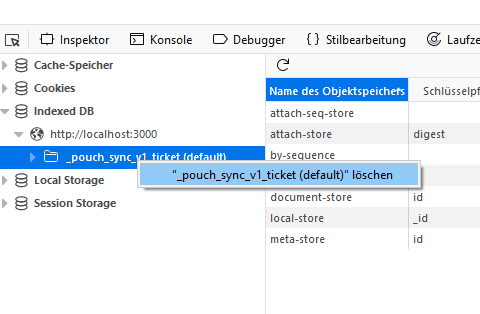 Inspektor Konsole Debugger {} Stilbearbeitung Laufze
Cache-Speicher
Cookies
Indexed DB
http://localhost:3000
_pouch_sync_v1_ticket (default)
Local Storage
Session Storage
"_pouch_sync_v1_ticket (default)" löschen
Name des Objektspeichers Schlüsselpf
attach-seq-store
attach-store digest
by-sequence
document-store id
local-store _id
meta-store id